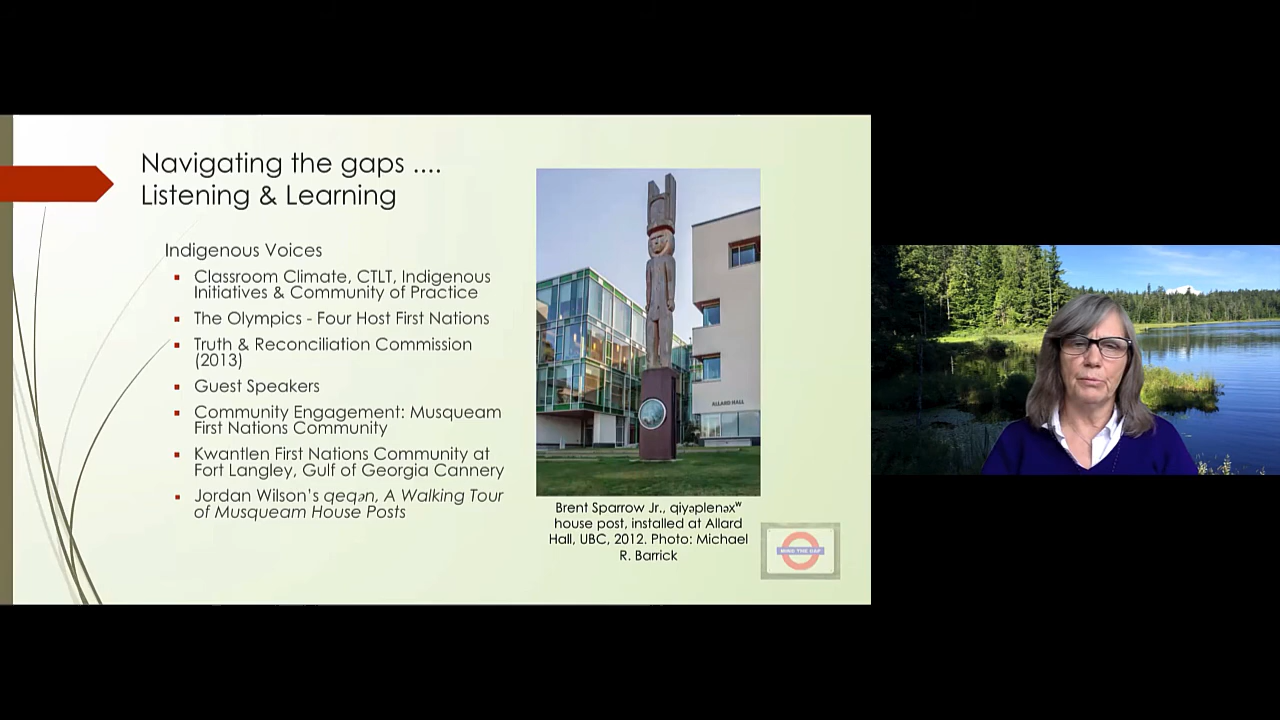 Navigating the gaps ....
Listening & Learning
Indigenous Voices
Classroom Climate, CTLT, Indigenous
Initiatives & Community of Practice
The Olympics - Four Host First Nations
Truth & Reconciliation Commission
(2013)
Guest Speakers
Community Engagement: Musqueam
First Nations Community
Kwantlen First Nations Community at
Fort Langley, Gulf of Georgia Cannery
Jordan Wilson’s qeqən, A Walking Tour
of Musqueam House Posts
ALLARD HALL
Brent Sparrow Jr., qiyəplenəxʷ
house post, installed at Allard
Hall, UBC, 2012. Photo: Michael
R. Barrick
MIND THE GAP